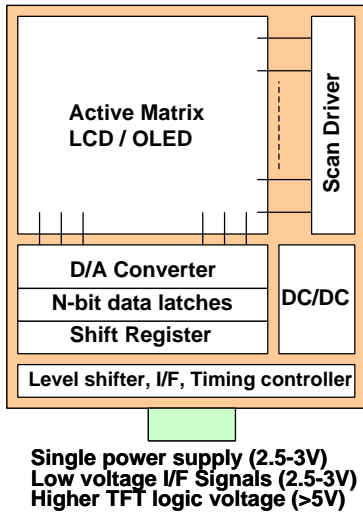 Active Matrix
LCD / OLED
Scan Driver
D/A Converter
N-bit data latches
Shift Register
DC/DC
Level shifter, I/F, Timing controller
Single power supply (2.5-3V)
Low voltage I/F Signals (2.5-3V)
Higher TFT logic voltage (>5V)